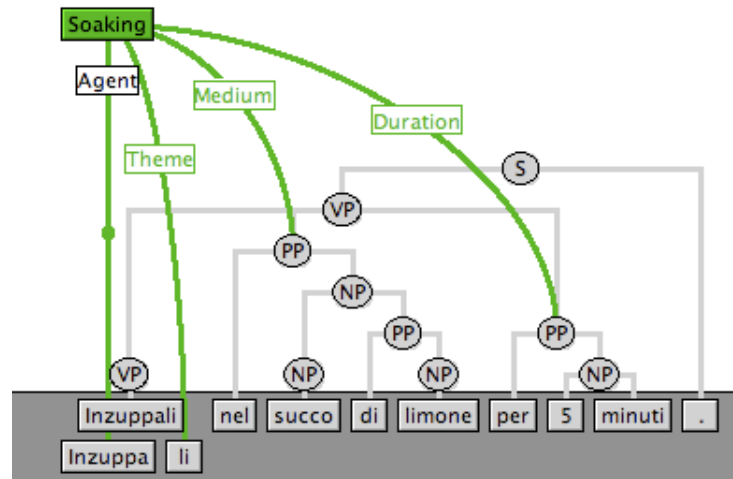 Soaking
Agent
Medium
Duration
Theme
S
VP
PP
NP
PP PP
VP NP NP NP
Inzuppali nel succo di limone per 5 minuti .
Inzuppa li